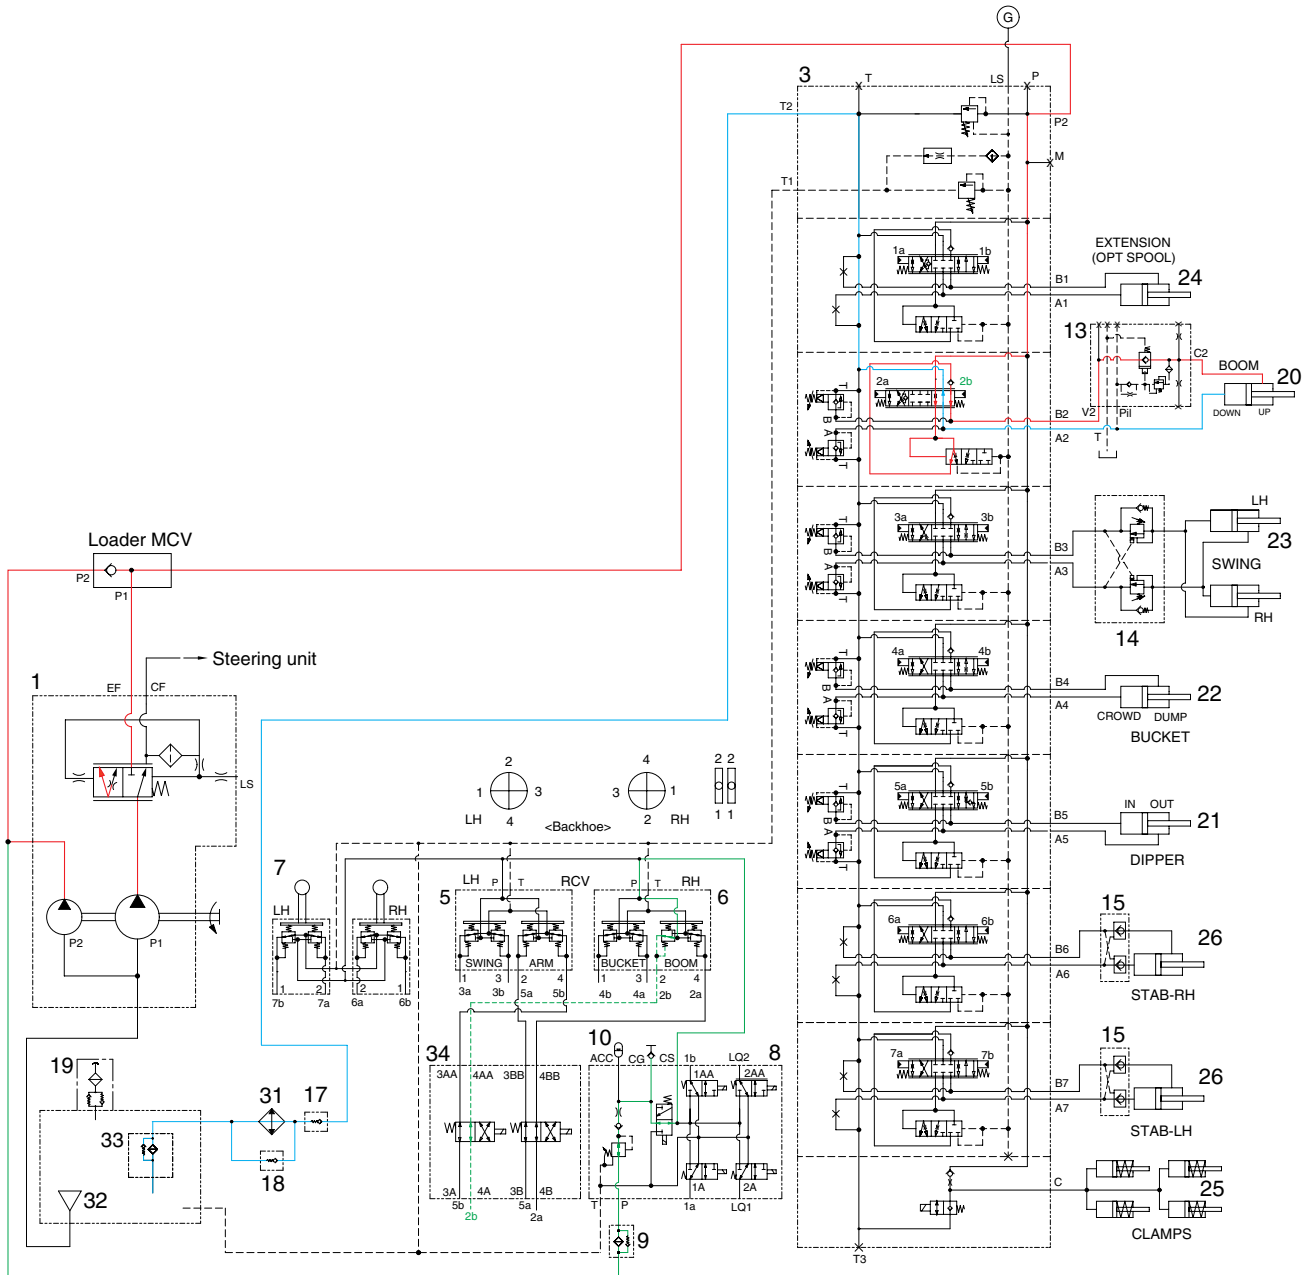 G
3
T
LS
P
T2
P2
M
T1
1a
1b
EXTENSION
(OPT SPOOL)
B1
24
A1
13
C2
BOOM
20
2a
2b
DOWN
UP
B
B2
V2
Pil
A
A2
T
T
T
3a
3b
LH
B
B3
23
A
A3
SWING
T
T
RH
14
Loader MCV
P2
P1
Steering unit
1
EF
CF
LS
4a
4b
B
B4
22
A
A4
CROWD
DUMP
BUCKET
T
T
2
4
2 2
1
3
3
1
LH
4
2
RH
1 1
<Backhoe>
5a
5b
IN
OUT
B
B5
21
A
A5
DIPPER
T
T
7
LH
RH
5
LH
P
T
RCV
P
T
RH
6
P2
P1
1
2
2
1
7b
7a
6a
6b
SWING
ARM
BUCKET
BOOM
1
3
2
4
1
3
2
4
3a
3b
5a
5b
4b
4a
2b
2a
6a
6b
15
B6
26
A6
STAB-RH
34
3AA
4AA
3BB
4BB
10
ACC
CG
CS
1b
LQ2
8
1AA
2AA
19
31
17
33
18
32
7a
7b
15
B7
26
A7
STAB-LH
3A
4A
3B
4B
5b
5a
2b
2a
1A
2A
T
P
1a
LQ1
9
C
25
CLAMPS
T3